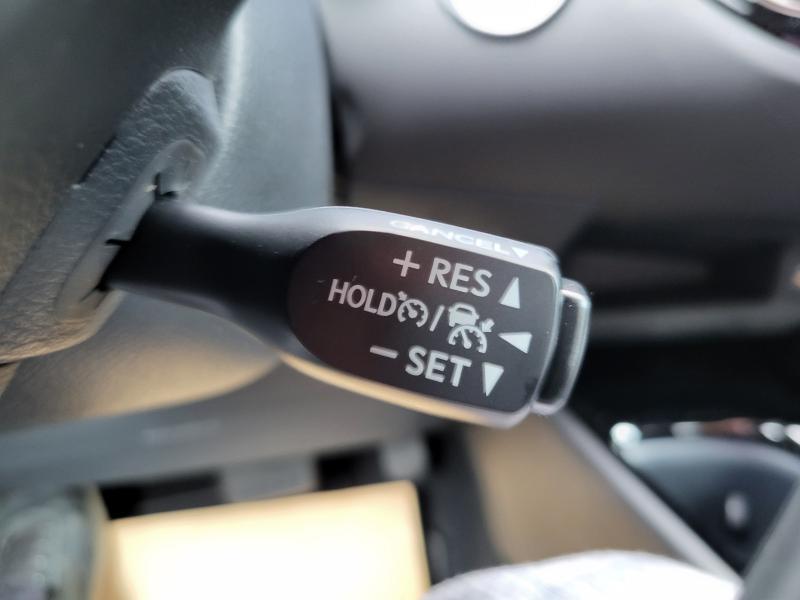 CANCEL▼
+ RES ▲
HOLD / ◀
− SET ▼